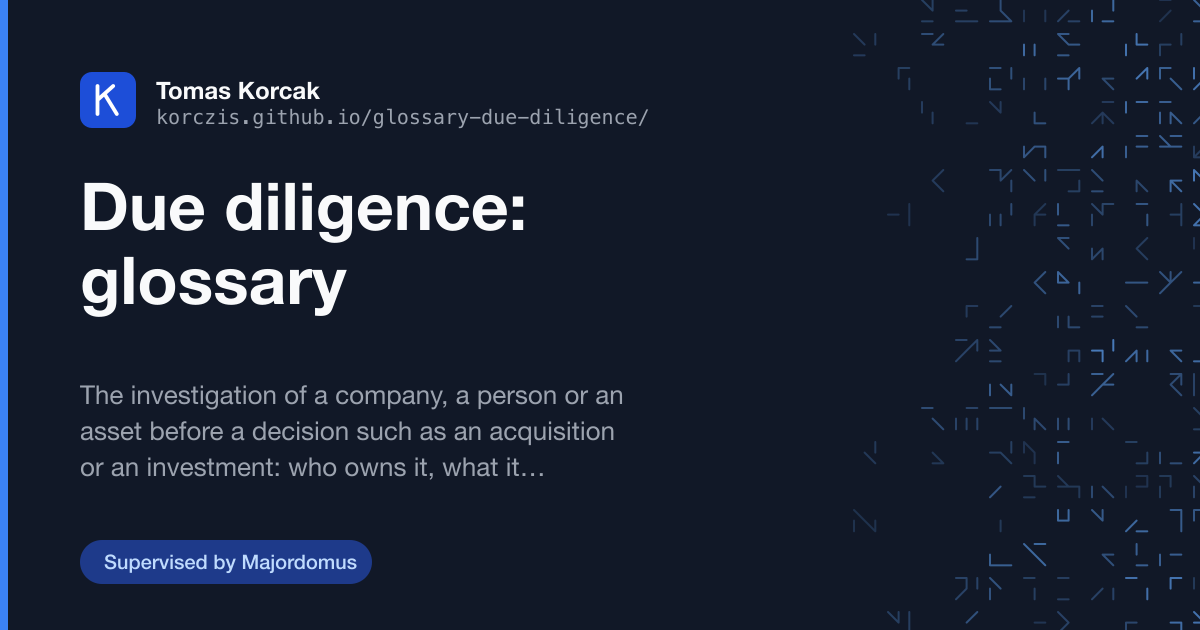 K
Tomas Korcak
korczis.github.io/glossary-due-diligence/
Due diligence:
glossary
The investigation of a company, a person or an
asset before a decision such as an acquisition
or an investment: who owns it, what it…
Supervised by Majordomus